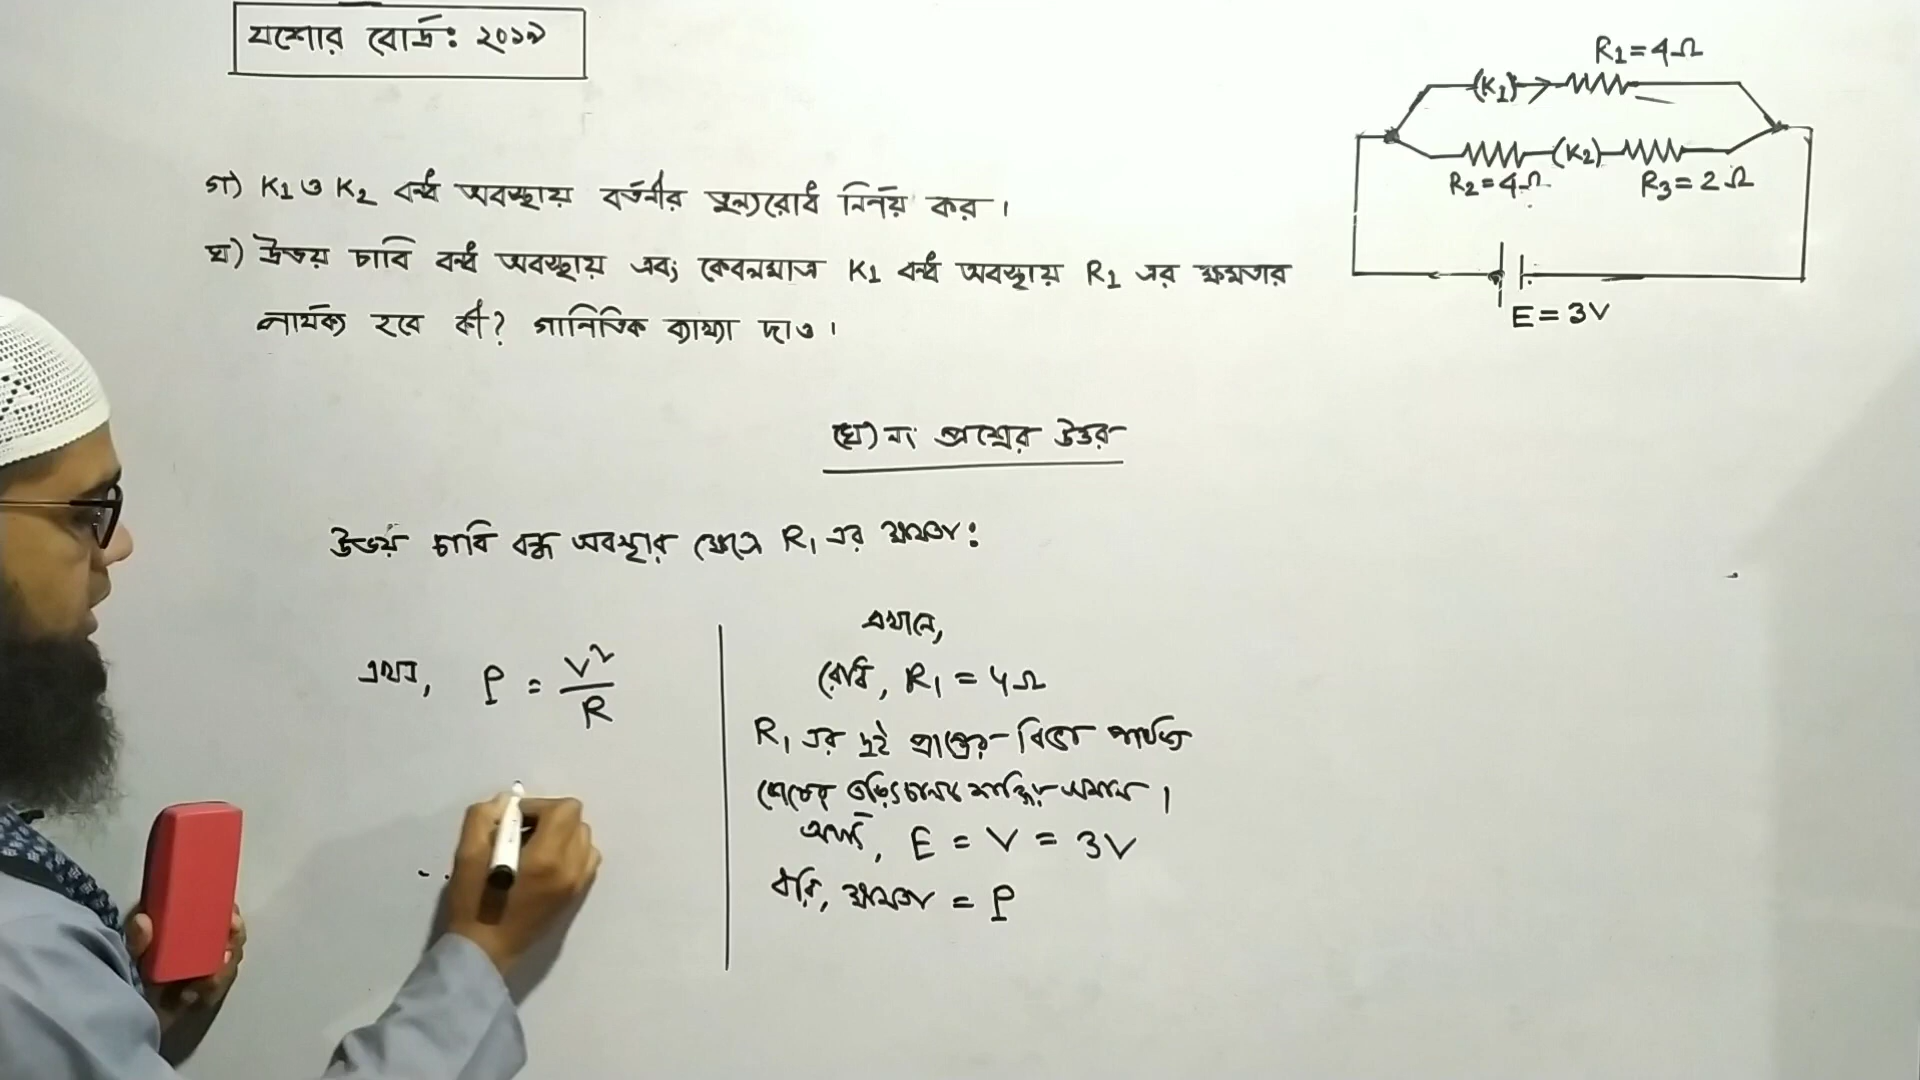 যশোর বোর্ড: ২০১৯
R1=4Ω
(K1)
(K2)
R2=4Ω R3=2Ω
E=3V
গ) K1 ও K2 বন্ধ অবস্থায় বর্তনীর তুল্যরোধ নির্ণয় কর।
ঘ) উভয় চাবি বন্ধ অবস্থায় এবং কেবলমাত্র K1 বন্ধ অবস্থায় R1 এর ক্ষমতার
পার্থক্য হবে কী? গাণিতিক ব্যাখ্যা দাও।
(ঘ) নং প্রশ্নের উত্তর
উভয় চাবি বন্ধ অবস্থার ক্ষেত্রে R1 এর ক্ষমতা:
এখানে,
রোধ, R1 = 4Ω
R1 এর দুই প্রান্তের বিভব পার্থক্য
কোষের তড়িৎচালক শক্তির সমান।
অর্থাৎ, E = V = 3V
ধরি, ক্ষমতা = P
P = V²/R